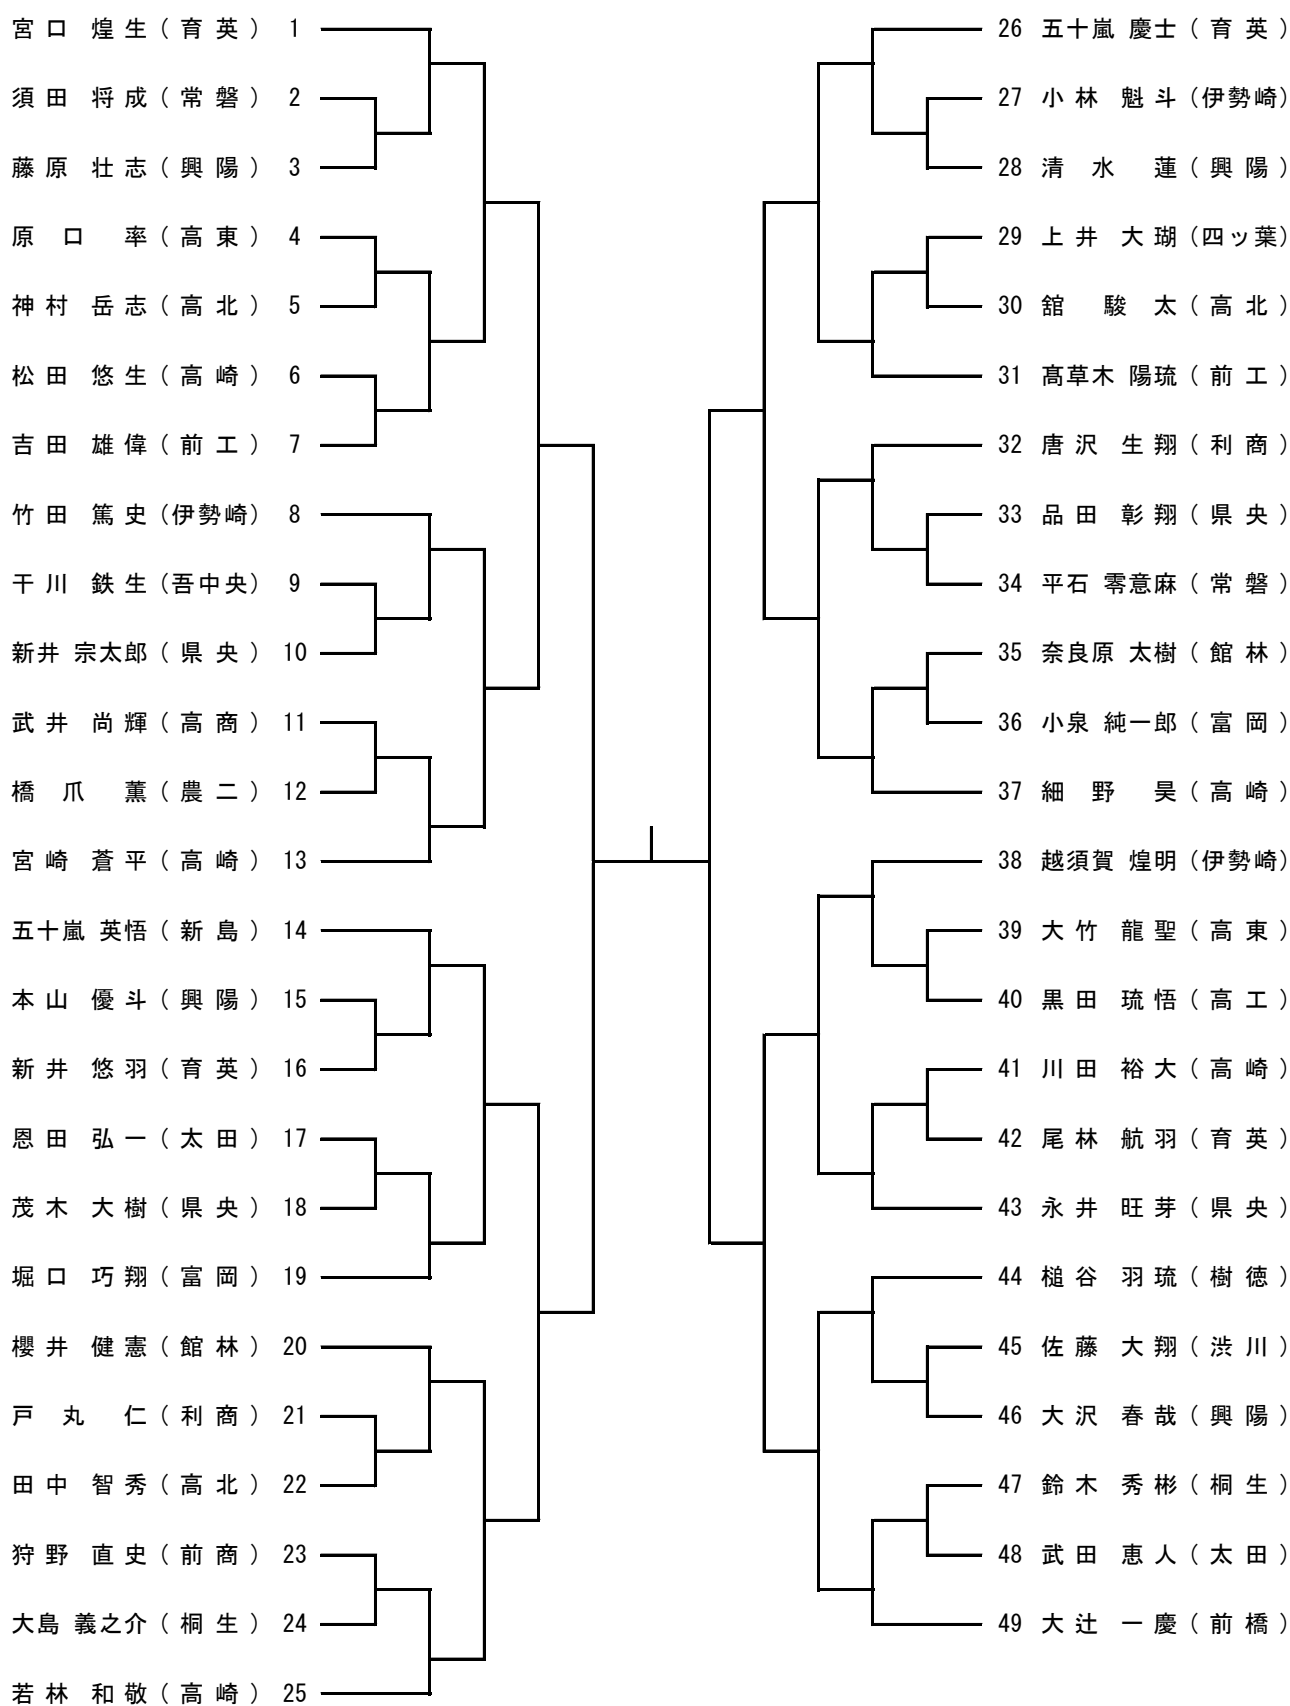 宮口 煌生(育英) 1
須田 将成(常磐) 2
藤原 壮志(興陽) 3
原口 率(高東) 4
神村 岳志(高北) 5
松田 悠生(高崎) 6
吉田 雄偉(前工) 7
竹田 篤史(伊勢崎) 8
干川 鉄生(吾中央) 9
新井 宗太郎(県央) 10
武井 尚輝(高商) 11
橋爪 薫(農二) 12
宮崎 蒼平(高崎) 13
五十嵐 英悟(新島) 14
本山 優斗(興陽) 15
新井 悠羽(育英) 16
恩田 弘一(太田) 17
茂木 大樹(県央) 18
堀口 巧翔(富岡) 19
櫻井 健憲(館林) 20
戸丸 仁(利商) 21
田中 智秀(高北) 22
狩野 直史(前商) 23
大島 義之介(桐生) 24
若林 和敬(高崎) 25
26 五十嵐 慶士(育英)
27 小林 魁斗(伊勢崎)
28 清水 蓮(興陽)
29 上井 大瑚(四ッ葉)
30 舘 駿太(高北)
31 髙草木 陽琉(前工)
32 唐沢 生翔(利商)
33 品田 彰翔(県央)
34 平石 零意麻(常磐)
35 奈良原 太樹(館林)
36 小泉 純一郎(富岡)
37 細野 昊(高崎)
38 越須賀 煌明(伊勢崎)
39 大竹 龍聖(高東)
40 黒田 琉悟(高工)
41 川田 裕大(高崎)
42 尾林 航羽(育英)
43 永井 旺芽(県央)
44 槌谷 羽琉(樹徳)
45 佐藤 大翔(渋川)
46 大沢 春哉(興陽)
47 鈴木 秀彬(桐生)
48 武田 恵人(太田)
49 大辻 一慶(前橋)